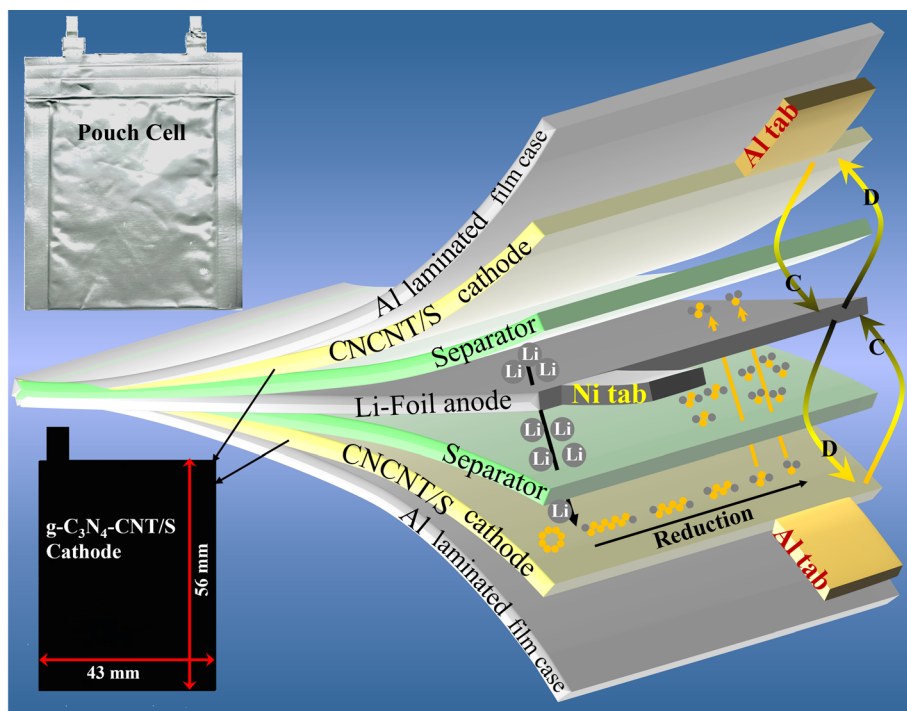 Pouch Cell
Al tab
D
Al laminated film case
C
CNCNT/S cathode
Separator
Li
Li Li
C
Ni tab
Li-Foil anode
Li Li
Li Li
D
Separator
Li
CNCNT/S cathode
Reduction
g-C₃N₄-CNT/S
Cathode
56 mm
Al tab
Al laminated film case
43 mm